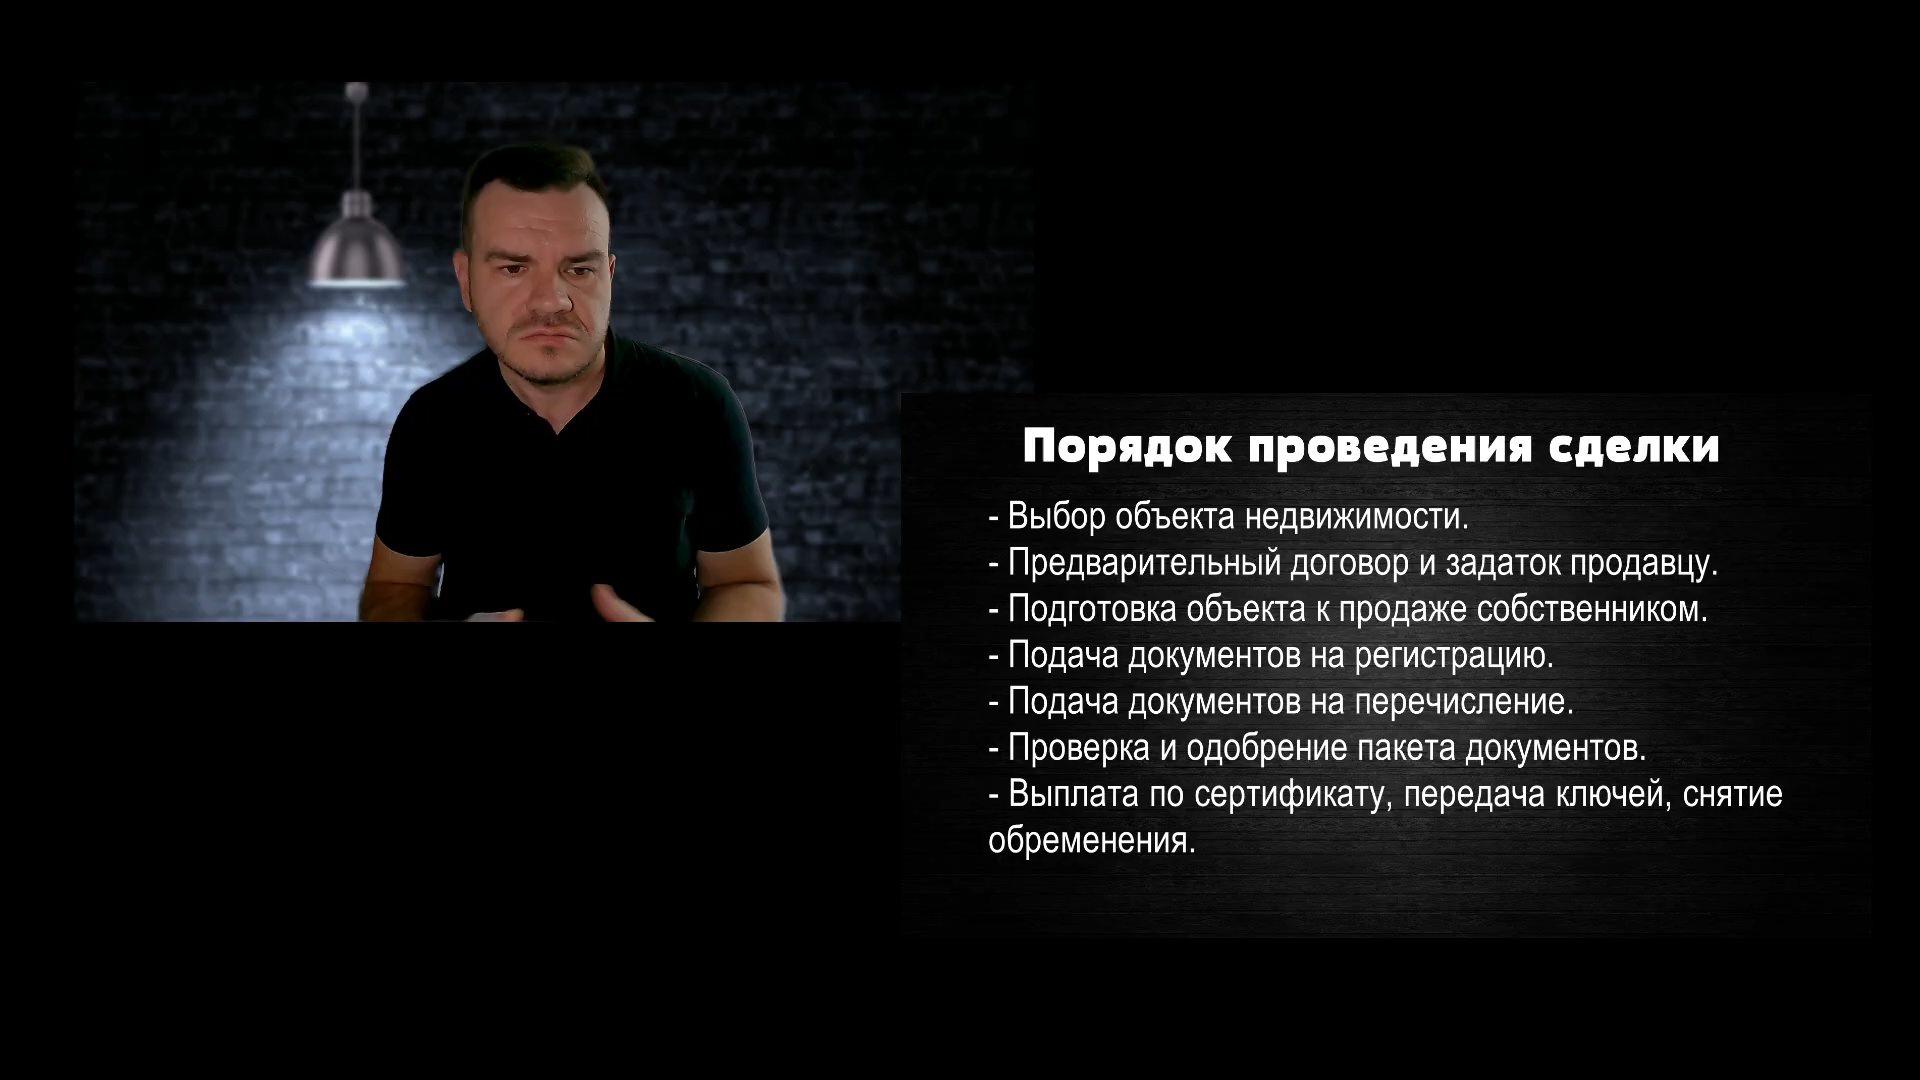 Порядок проведения сделки
- Выбор объекта недвижимости.
- Предварительный договор и задаток продавцу.
- Подготовка объекта к продаже собственником.
- Подача документов на регистрацию.
- Подача документов на перечисление.
- Проверка и одобрение пакета документов.
- Выплата по сертификату, передача ключей, снятие
обременения.